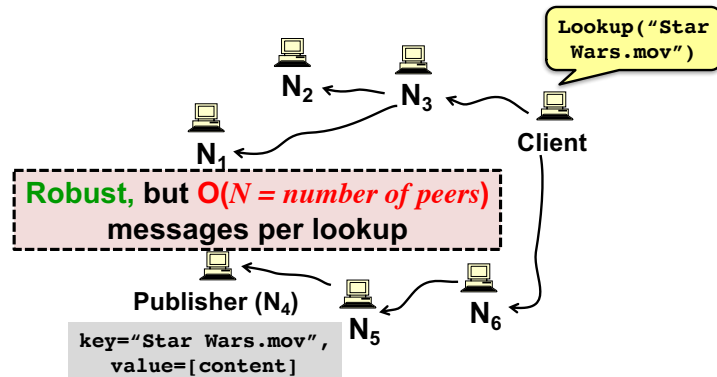 Lookup(“Star
Wars.mov”)
N2
N3
Client
N1
Robust, but O(N = number of peers)
messages per lookup
Publisher (N4)
N5
N6
key=“Star Wars.mov”,
value=[content]